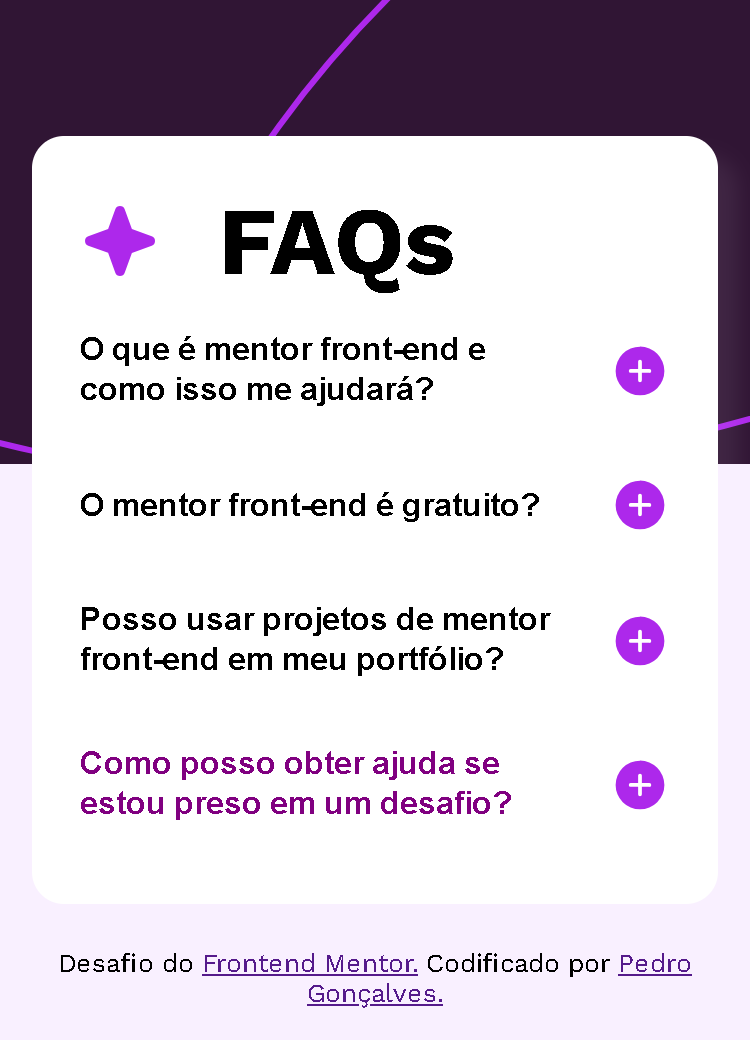 FAQs
O que é mentor front-end e
como isso me ajudará?
O mentor front-end é gratuito?
Posso usar projetos de mentor
front-end em meu portfólio?
Como posso obter ajuda se
estou preso em um desafio?
Desafio do Frontend Mentor. Codificado por Pedro
Gonçalves.